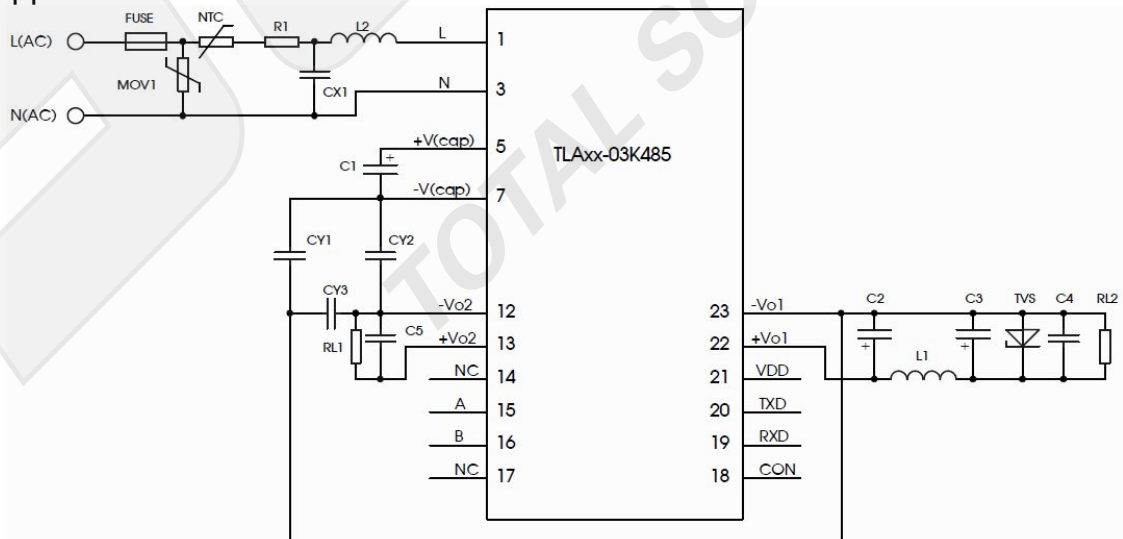 FUSE NTC R1 L2 L
L(AC)
1
MOV1
CX1
N
3
N(AC)
+V(cap)
5
TLAxx-03K485
C1
+
-V(cap)
7
TOTAL
CY1
CY2
CY3
-Vo2
12
23
-Vo1
C2
C3
TVS
C4
RL2
C5
RL1
+Vo2
13
22
+Vo1
+
+
L1
NC
14
21
VDD
A
15
20
TXD
B
16
19
RXD
NC
17
18
CON